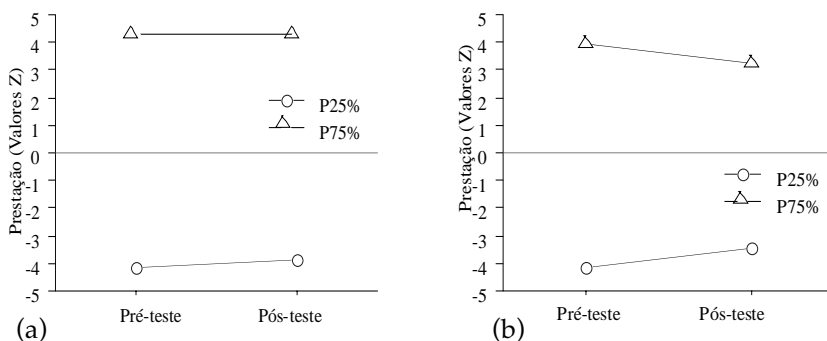 Prestação (Valores Z)
5
4
3
2
1
0
-1
-2
-3
-4
-5
P25%
P75%
Pré-teste
Pós-teste
(a)
Prestação (Valores Z)
5
4
3
2
1
0
-1
-2
-3
-4
-5
P25%
P75%
Pré-teste
Pós-teste
(b)